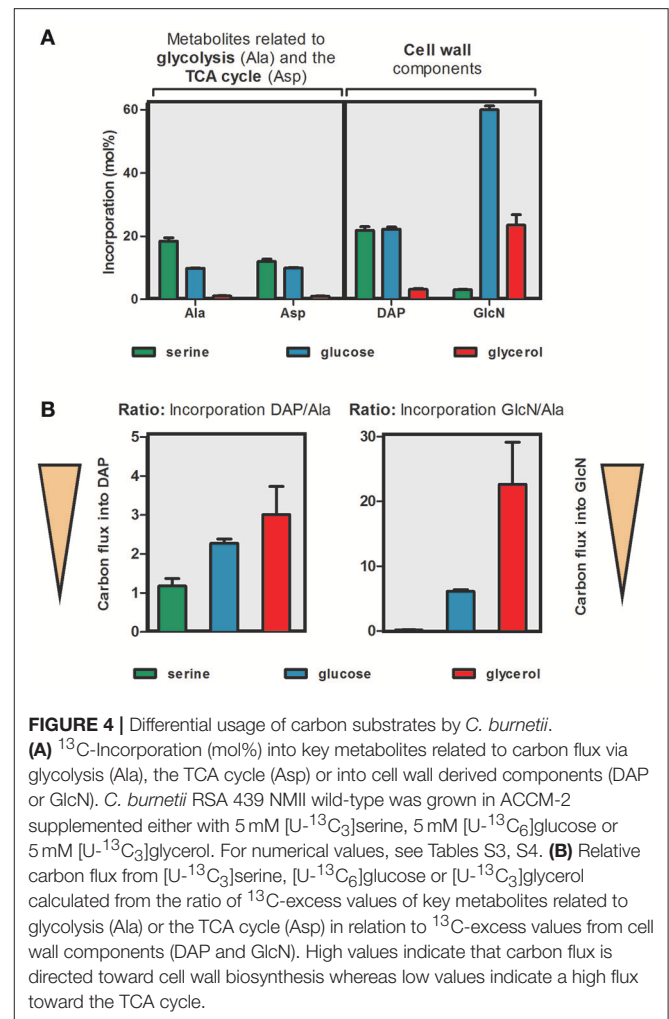 A
Metabolites related to
glycolysis (Ala) and the
TCA cycle (Asp)
Cell wall
components
Incorporation (mol%)
60
40
20
0
Ala
Asp
DAP
GlcN
serine
glucose
glycerol
B
Ratio: Incorporation DAP/Ala
Carbon flux into DAP
5
4
3
2
1
0
Ratio: Incorporation GlcN/Ala
30
20
10
0
Carbon flux into GlcN
serine
glucose
glycerol
FIGURE 4 | Differential usage of carbon substrates by C. burnetii.
(A) ¹³C-Incorporation (mol%) into key metabolites related to carbon flux via
glycolysis (Ala), the TCA cycle (Asp) or into cell wall derived components (DAP
or GlcN). C. burnetii RSA 439 NMII wild-type was grown in ACCM-2
supplemented either with 5 mM [U-¹³C₃]serine, 5 mM [U-¹³C₆]glucose or
5 mM [U-¹³C₃]glycerol. For numerical values, see Tables S3, S4. (B) Relative
carbon flux from [U-¹³C₃]serine, [U-¹³C₆]glucose or [U-¹³C₃]glycerol
calculated from the ratio of ¹³C-excess values of key metabolites related to
glycolysis (Ala) or the TCA cycle (Asp) in relation to ¹³C-excess values from cell
wall components (DAP and GlcN). High values indicate that carbon flux is
directed toward cell wall biosynthesis whereas low values indicate a high flux
toward the TCA cycle.